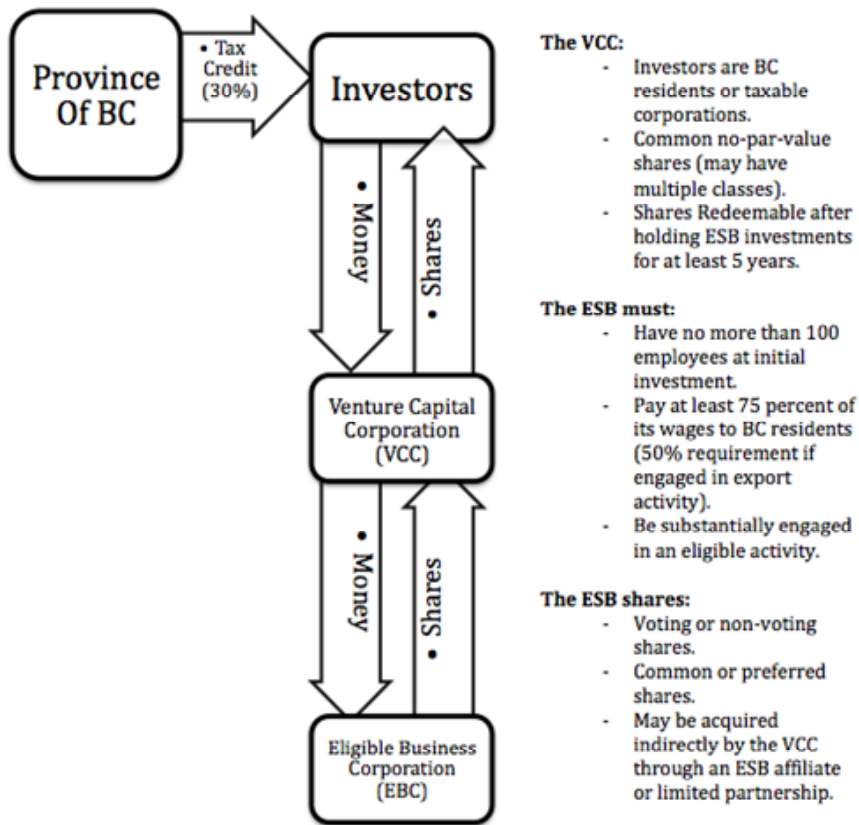 Province
Of BC
• Tax
Credit
(30%)
Investors
• Money
• Shares
Venture Capital
Corporation
(VCC)
• Money
• Shares
Eligible Business
Corporation
(EBC)
The VCC:
- Investors are BC
residents or taxable
corporations.
- Common no-par-value
shares (may have
multiple classes).
- Shares Redeemable after
holding ESB investments
for at least 5 years.
The ESB must:
- Have no more than 100
employees at initial
investment.
- Pay at least 75 percent of
its wages to BC residents
(50% requirement if
engaged in export
activity).
- Be substantially engaged
in an eligible activity.
The ESB shares:
- Voting or non-voting
shares.
- Common or preferred
shares.
- May be acquired
indirectly by the VCC
through an ESB affiliate
or limited partnership.